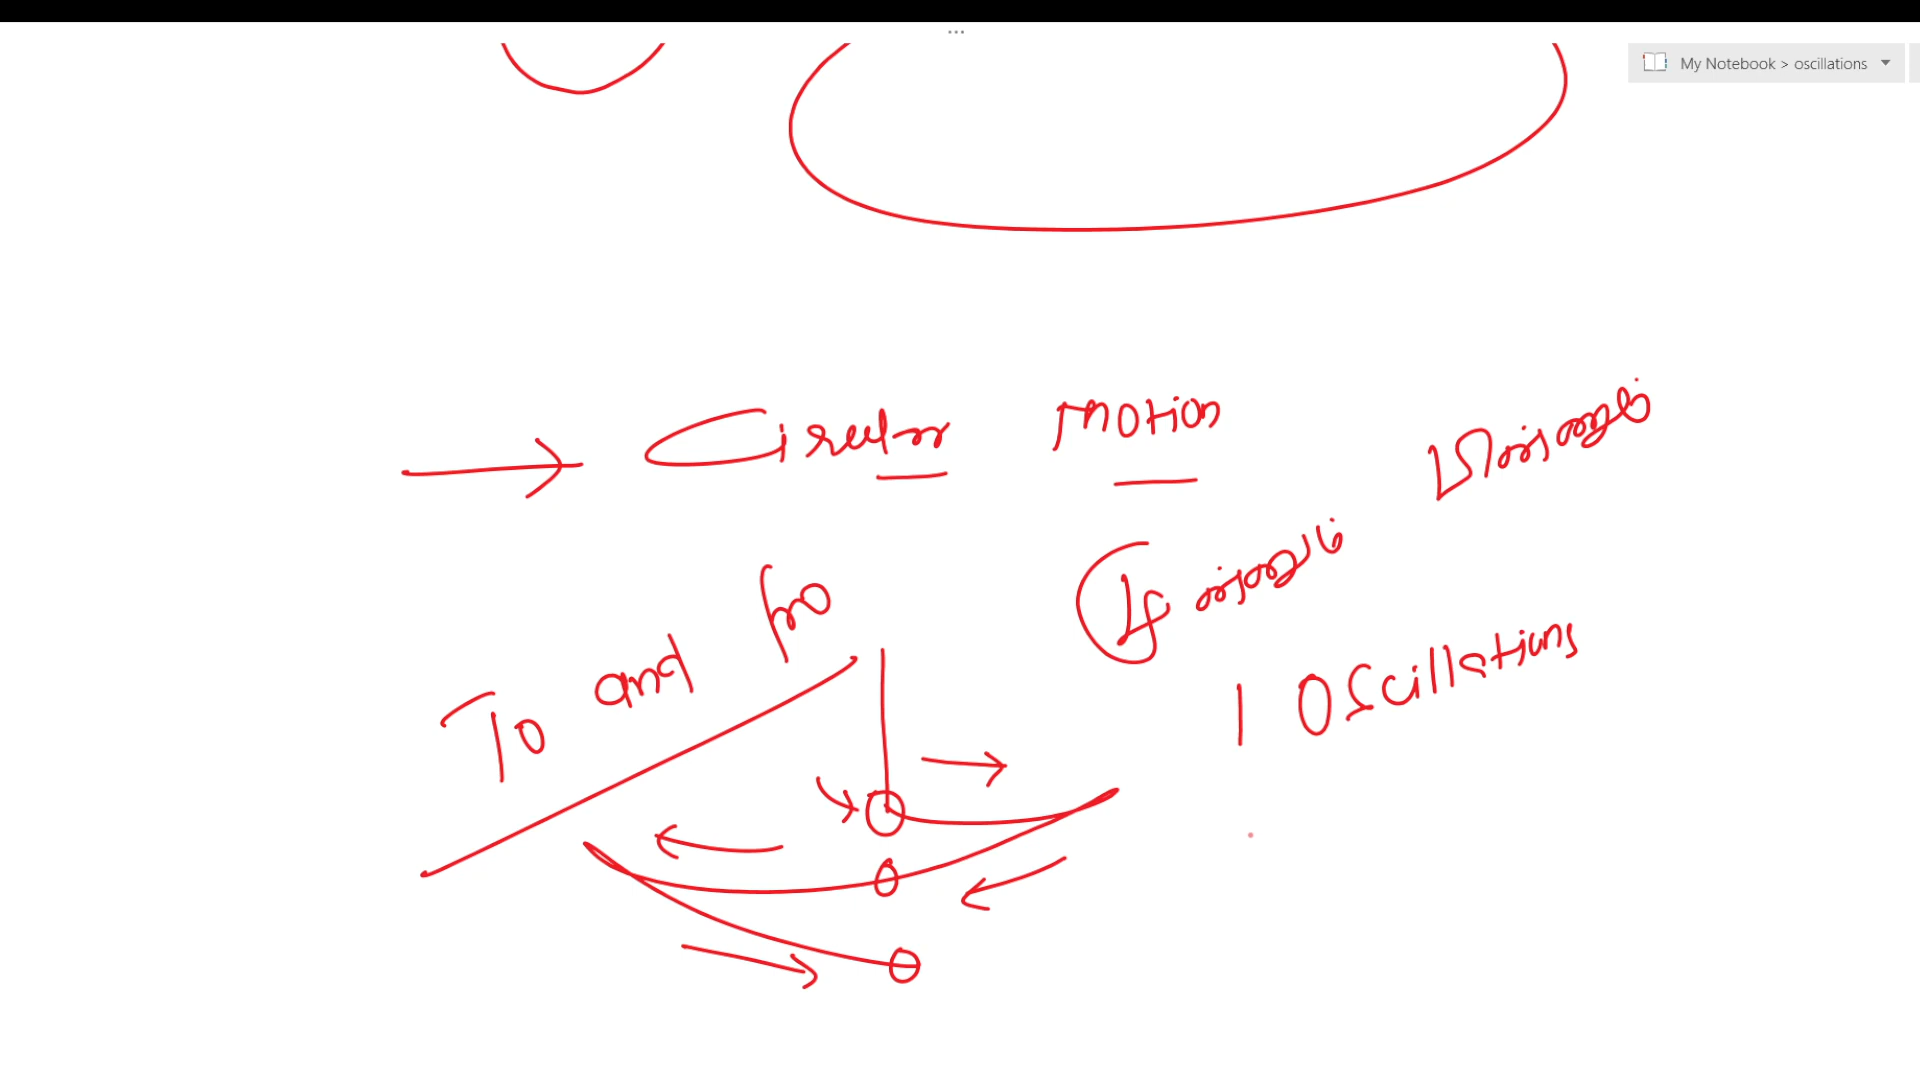 My Notebook > oscillations
Circular Motion
To and fro
1 Oscillations